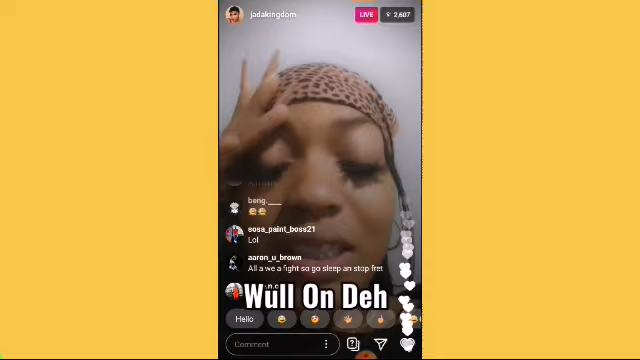 jadakingdom
LIVE
2,607
beng.____
sosa_paint_boss21
Lol
aaron_u_brown
All a we a fight so go sleep an stop fret
Wull On Deh
Hello
Comment